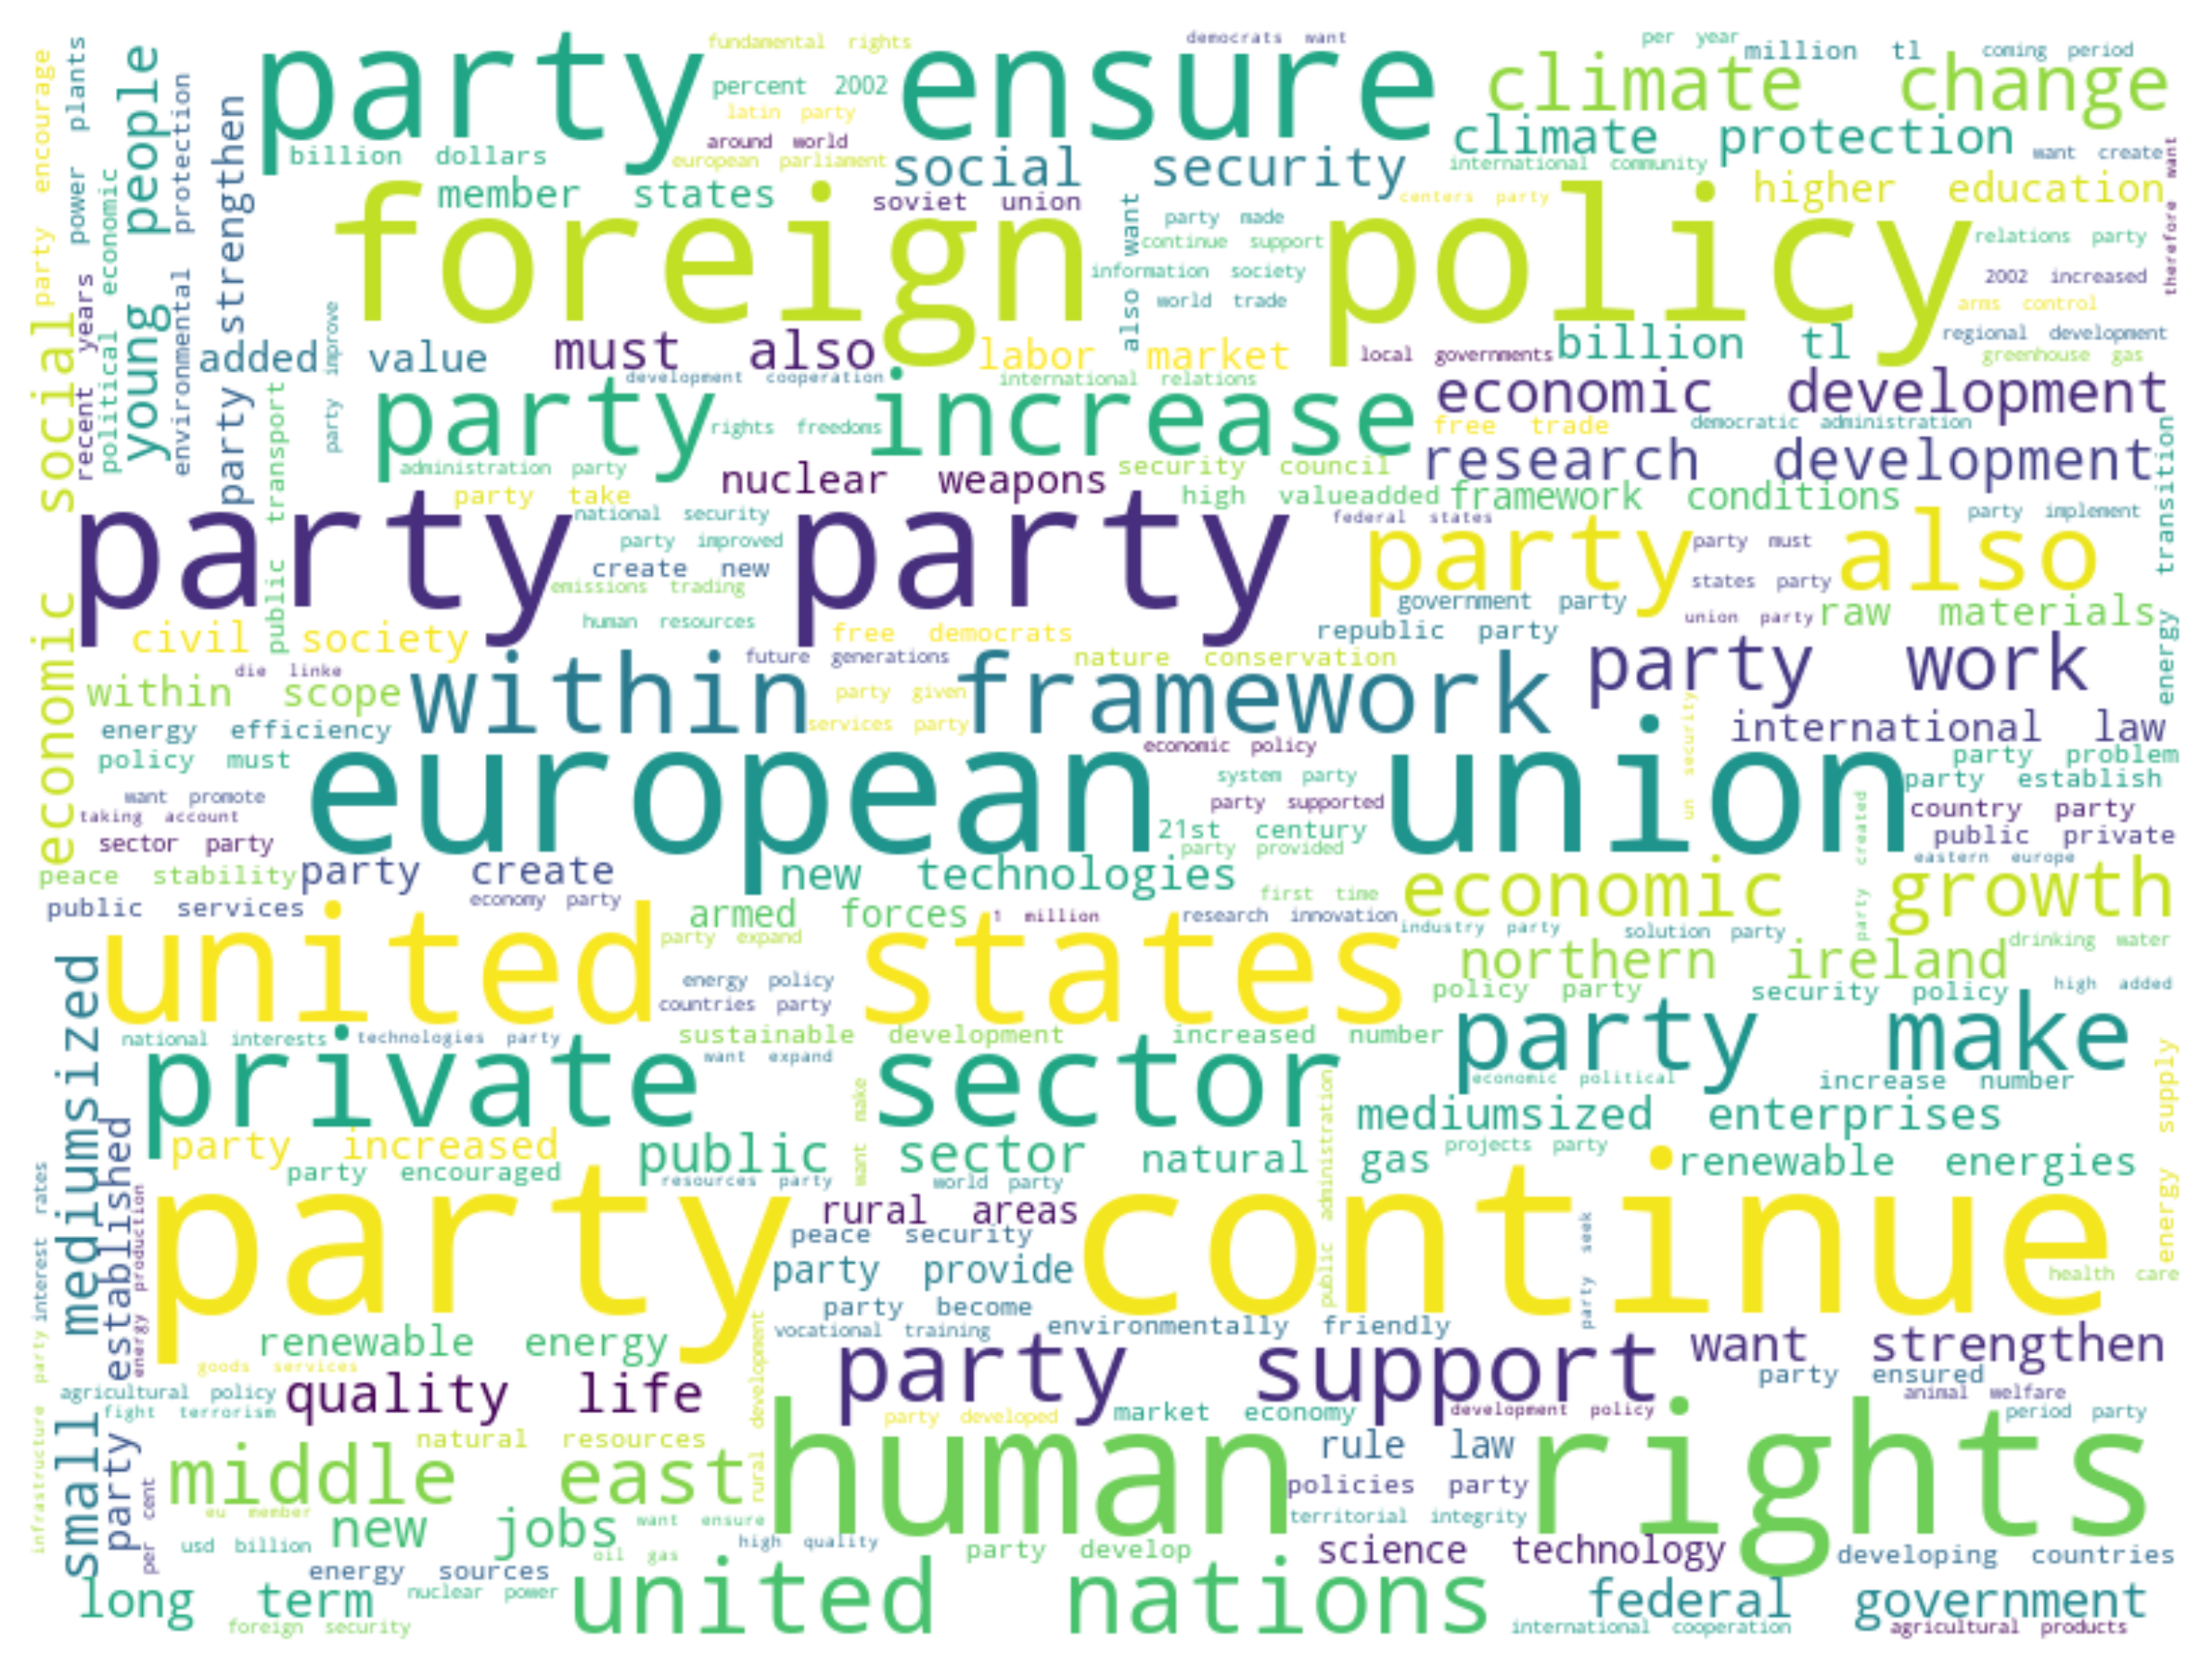 fundamental rights
democrats want
per year
million tl
coming period
party ensure
climate change
percent 2002
latin party
around world
european parliament
billion dollars
member states
social security
soviet union
climate protection
international community
want create
therefore want
higher education
centers party
party encourage
power plants
young people
environmental protection
party strengthen
political economic
recent years
economic social
foreign policy
also want
party made
continue support
information society
world trade
relations party
2002 increased
arms control
regional development
greenhouse gas
billion tl
local governments
party improve
added value
must also
labor market
development cooperation
international relations
party increase
rights freedoms
economic development
free trade
democratic administration
research development
public transport
administration party
nuclear weapons
security council
high valueadded
framework conditions
energy transition
party take
party party
national security
party improved
create new
emissions trading
human resources
federal states
party also
party must
states party
party implement
government party
union party
raw materials
civil society
free democrats
republic party
die linke
future generations
nature conservation
within scope
within framework
party given
services party
party work
un security
international law
energy efficiency
policy must
economic policy
european union
system party
party supported
party problem
party establish
want promote
taking account
sector party
21st century
party provided
country party
public private
party created
eastern europe
peace stability
party create
new technologies
economy party
first time
economic growth
public services
armed forces
1 million
research innovation
industry party
solution party
united states
party expand
drinking water
northern ireland
energy policy
countries party
policy party
security policy
high added
small mediumsized
national interests
technologies party
sustainable development
increased number
party make
private sector
want expand
economic political
increase number
energy supply
want make
public administration
mediumsized enterprises
party established
party increased
public sector
natural gas
projects party
renewable energies
party encouraged
resources party
world party
interest rates
energy production
party continue
rural areas
peace security
party seek
party provide
health care
party become
vocational training
environmentally friendly
renewable energy
rural development
want strengthen
goods services
party support
party ensured
agricultural policy
quality life
animal welfare
fight terrorism
party developed
market economy
development policy
period party
infrastructure party
natural resources
human rights
rule law
middle east
per cent
policies party
eu member
new jobs
want ensure
territorial integrity
usd billion
high quality
oil gas
party develop
science technology
developing countries
energy sources
long term
nuclear power
united nations
federal government
foreign security
international cooperation
agricultural products